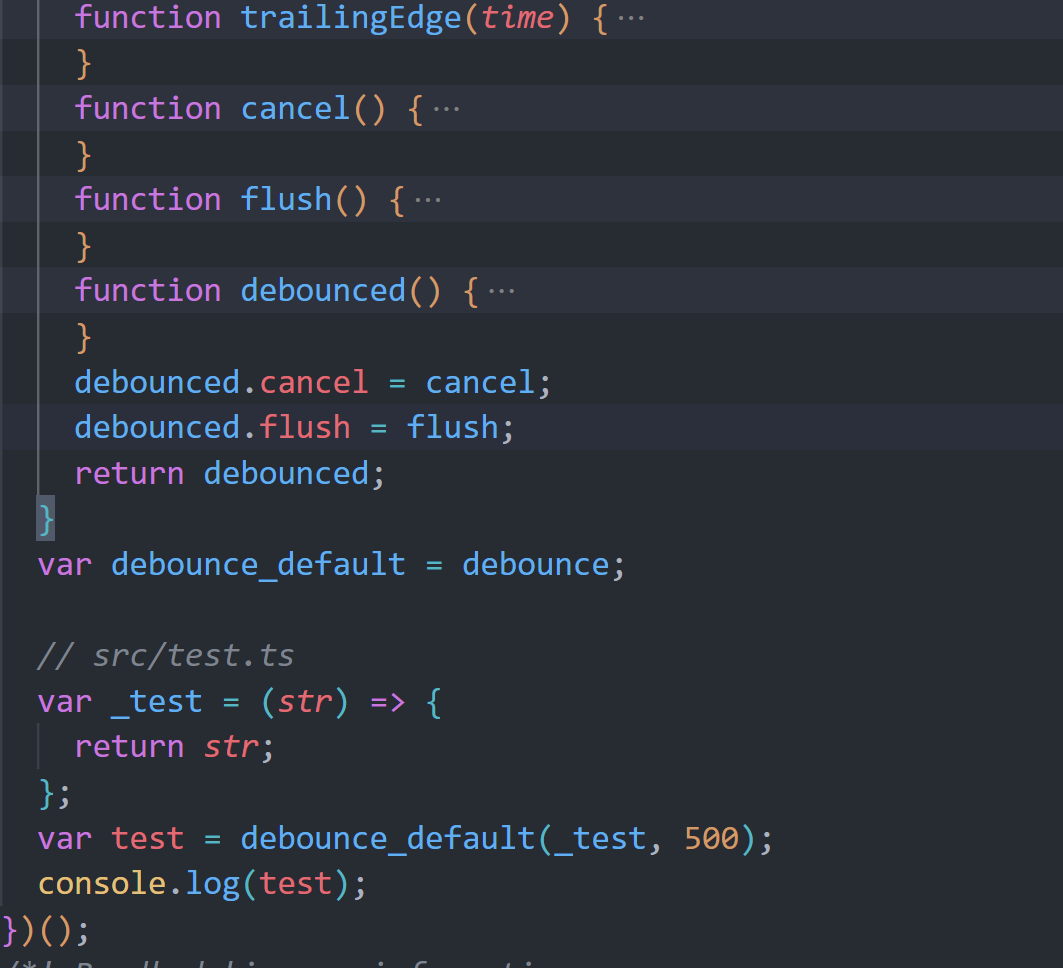 function trailingEdge(time) {···
}
function cancel() {···
}
function flush() {···
}
function debounced() {···
}
debounced.cancel = cancel;
debounced.flush = flush;
return debounced;
}
var debounce_default = debounce;
// src/test.ts
var _test = (str) => {
return str;
};
var test = debounce_default(_test, 500);
console.log(test);
})();